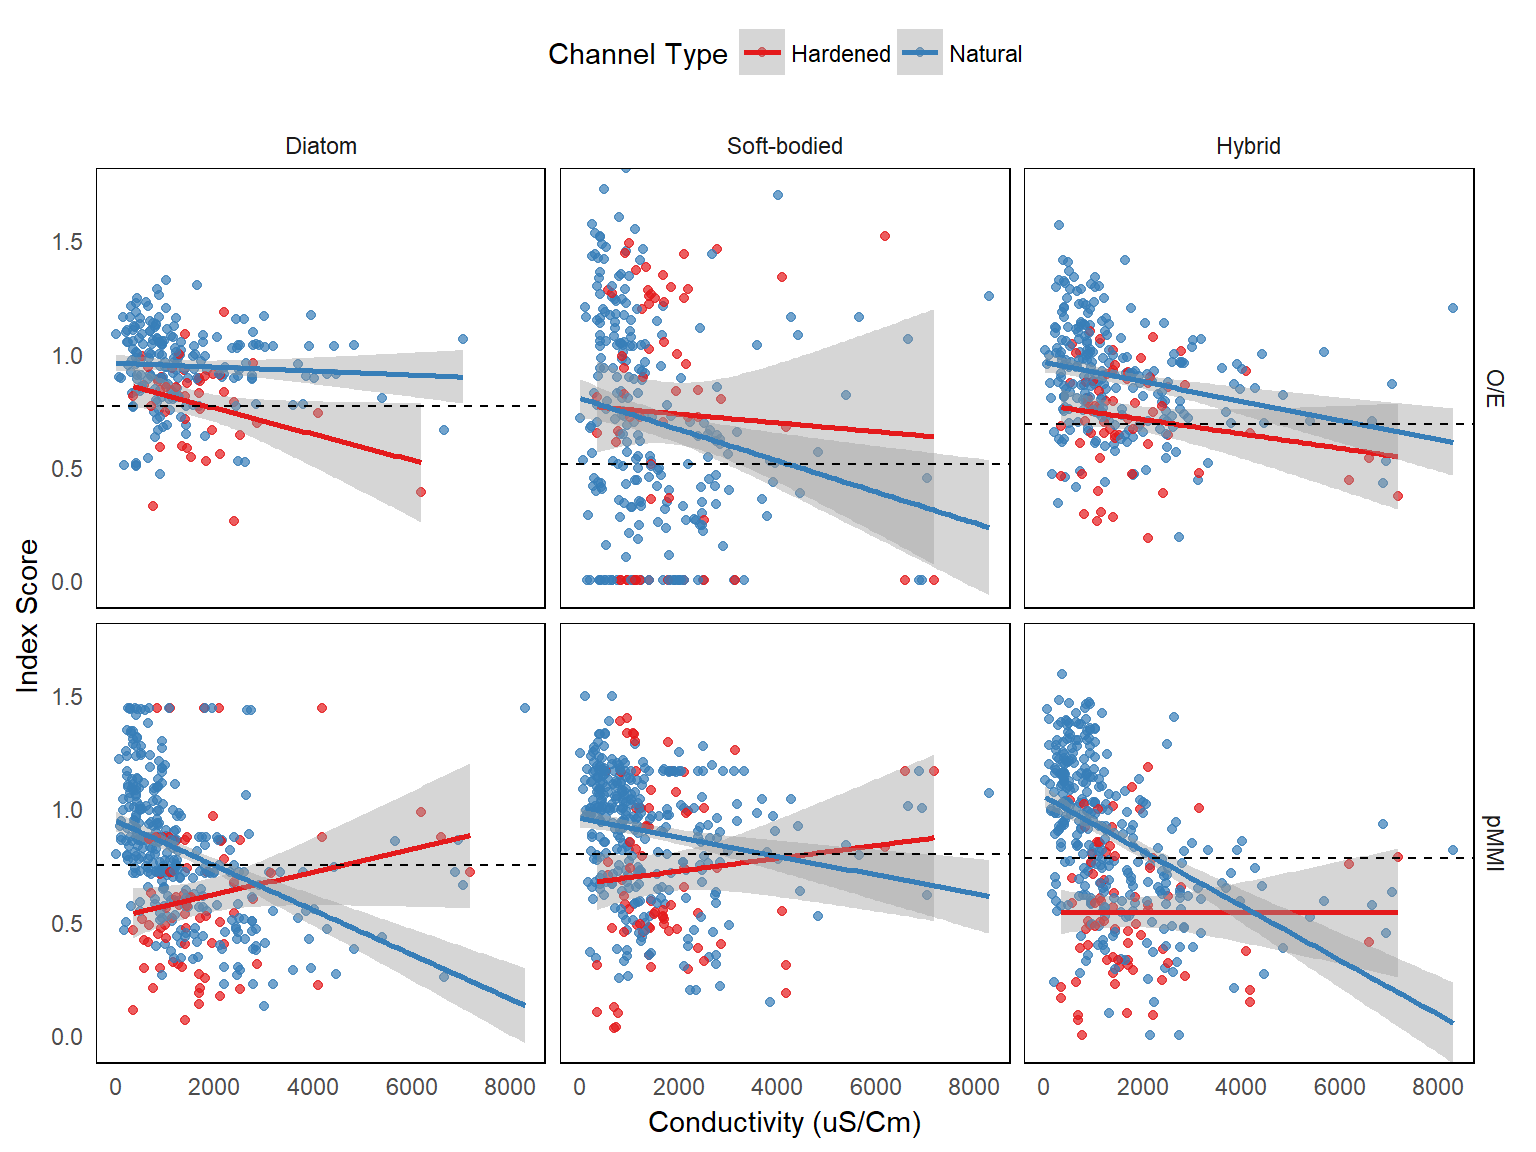 Channel Type Hardened Natural
Diatom Soft-bodied Hybrid
1.5
1.0
0.5
0.0
O/E
Index Score
1.5
1.0
0.5
0.0
pMMI
0 2000 4000 6000 8000 0 2000 4000 6000 8000 0 2000 4000 6000 8000
Conductivity (uS/Cm)